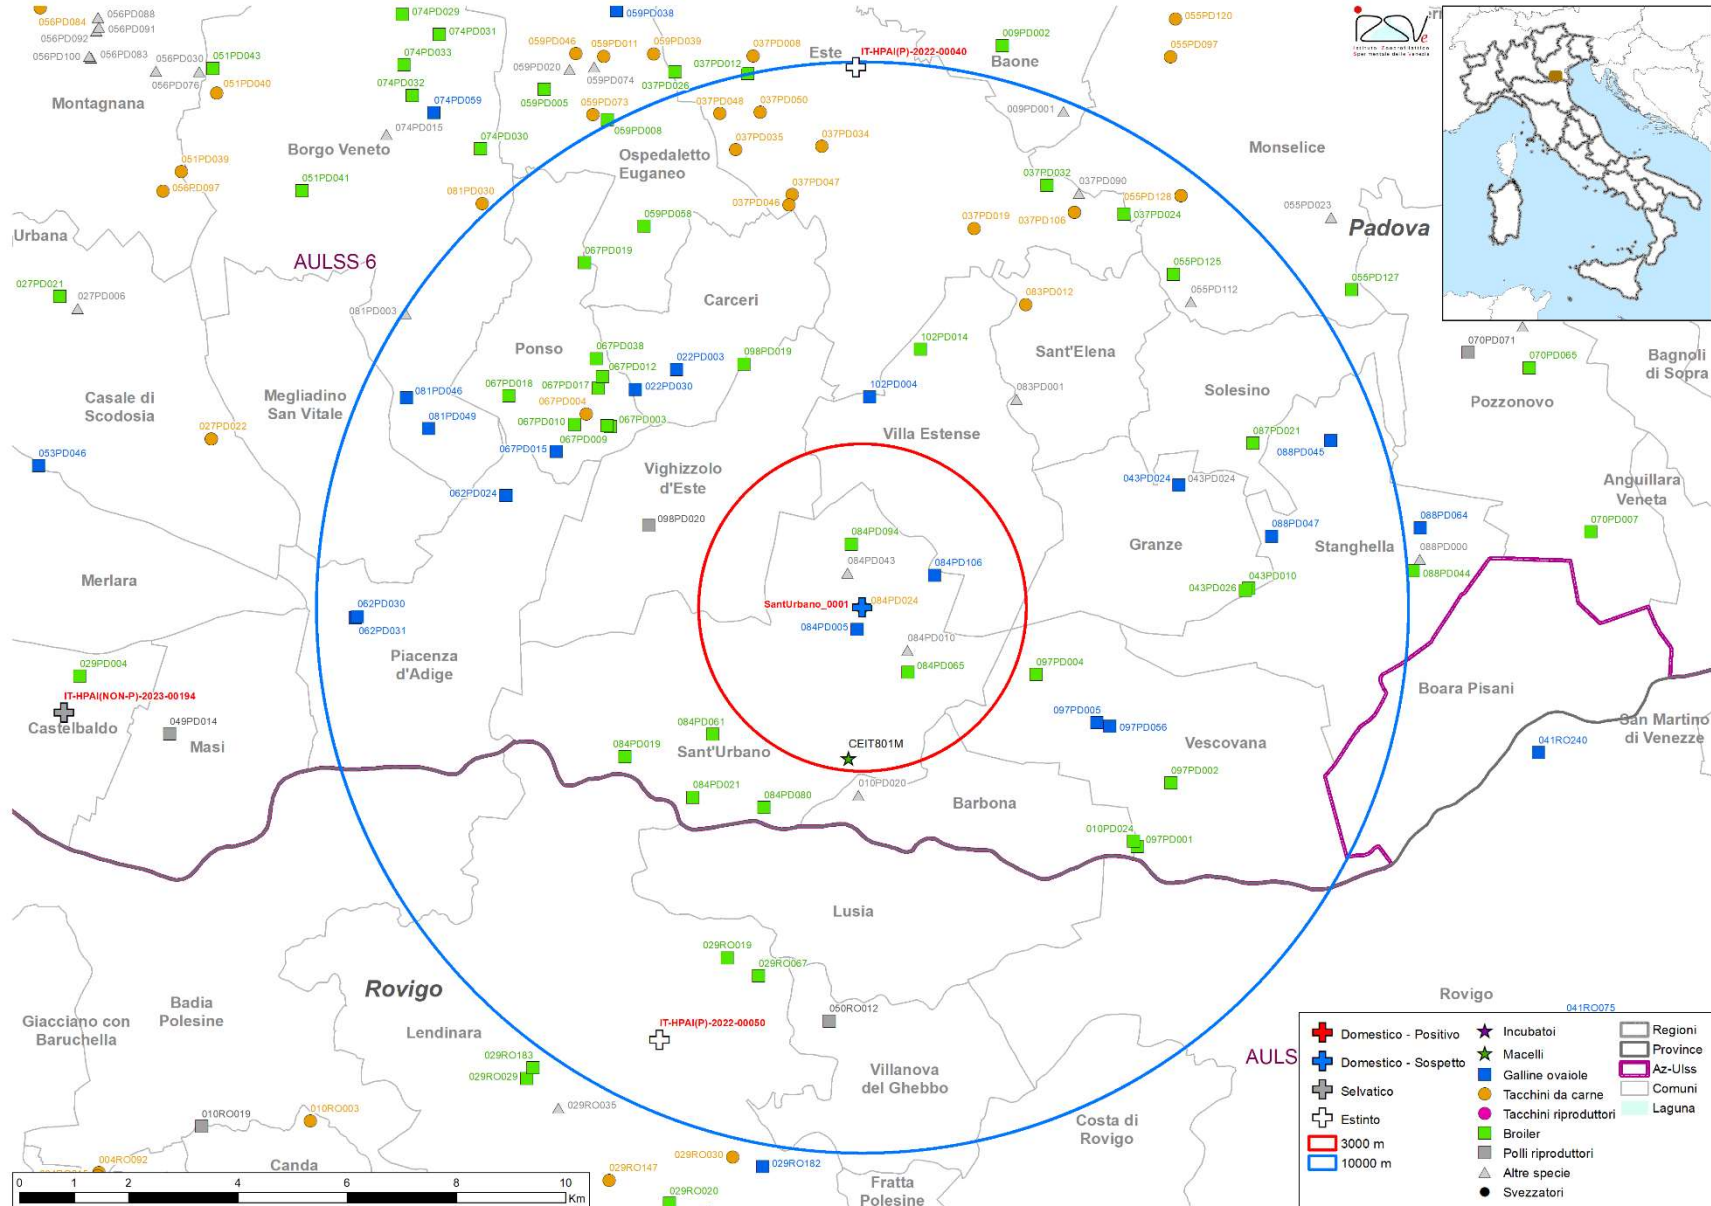 056PD084
056PD088
056PD091
056PD092
056PD100
056PD083
056PD030
056PD076
051PD043
051PD040
Montagnana
074PD029
074PD031
074PD033
074PD032
074PD059
074PD015
074PD030
Borgo Veneto
051PD039
056PD097
051PD041
081PD030
059PD038
059PD046
059PD011
059PD039
059PD020
059PD074
059PD005
059PD073
059PD008
037PD008
037PD012
037PD026
037PD048
037PD050
037PD035
037PD034
037PD047
037PD046
Ospedaletto
Euganeo
Este
IT-HPAI(P)-2022-00040
009PD002
Baone
009PD001
055PD120
055PD097
Istituto Zooprofilattico
Sperimentale delle Venezie
Monselice
037PD032
037PD090
055PD128
037PD024
037PD106
037PD019
055PD023
Padova
Urbana
AULSS 6
027PD021
027PD006
081PD003
059PD058
067PD019
Carceri
083PD012
055PD125
055PD112
055PD127
Ponso
067PD038
067PD012
067PD017
067PD018
067PD004
067PD010
067PD009
067PD003
067PD015
022PD003
022PD030
098PD019
102PD014
102PD004
Sant'Elena
083PD001
Solesino
070PD071
070PD065
Bagnoli
di Sopra
Pozzonovo
Casale di
Scodosia
Megliadino
San Vitale
081PD046
081PD049
027PD022
053PD046
062PD024
Villa Estense
Vighizzolo
d'Este
098PD020
087PD021
088PD045
043PD024
043PD024
088PD047
Granze
Stanghella
088PD064
088PD000
088PD044
Anguillara
Veneta
070PD007
084PD094
084PD043
084PD106
SantUrbano_0001
084PD024
084PD005
084PD010
084PD065
043PD026
043PD010
Merlara
062PD030
062PD031
Piacenza
d'Adige
029PD004
IT-HPAI(NON-P)-2023-00194
Castelbaldo
049PD014
Masi
097PD004
097PD005
097PD056
Vescovana
097PD002
Boara Pisani
San Martino
di Venezze
041RO240
084PD061
Sant'Urbano
084PD019
084PD021
084PD080
CEIT801M
010PD020
Barbona
010PD024
097PD001
Lusia
029RO019
029RO067
050RO012
Rovigo
Badia
Polesine
Giacciano con
Baruchella
Lendinara
IT-HPAI(P)-2022-00050
029RO183
029RO029
029RO035
Villanova
del Ghebbo
Costa di
Rovigo
AULS
Rovigo
041RO075
010RO019
010RO003
004RO092
Canda
029RO147
029RO030
029RO182
029RO020
Fratta
Polesine
0 2 4 6 8 10
Km
Domestico - Positivo
Domestico - Sospetto
Selvatico
Estinto
3000 m
10000 m
Incubatoi
Macelli
Galline ovaiole
Tacchini da carne
Tacchini riproduttori
Broiler
Polli riproduttori
Altre specie
Svezzatori
Regioni
Province
Az-Ulss
Comuni
Laguna